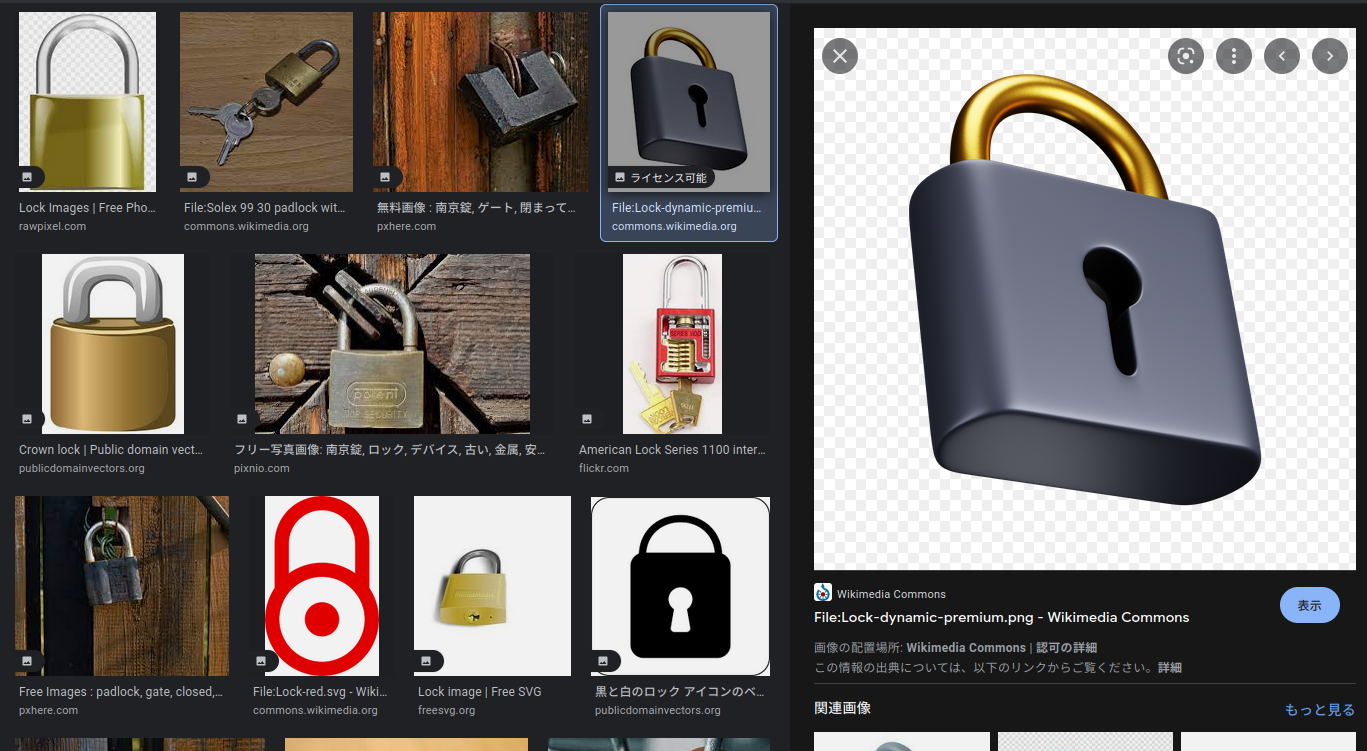 Lock Images | Free Pho...
rawpixel.com
File:Solex 99 30 padlock wit...
commons.wikimedia.org
無料画像 : 南京錠, ゲート, 閉まって...
pxhere.com
ライセンス可能
File:Lock-dynamic-premiu...
commons.wikimedia.org
potent
TOP SECURITY
SERIES 1100
Crown lock | Public domain vect...
publicdomainvectors.org
フリー写真画像: 南京錠, ロック, デバイス, 古い, 金属, 安...
pixnio.com
American Lock Series 1100 inter...
flickr.com
Free Images : padlock, gate, closed,...
pxhere.com
File:Lock-red.svg - Wiki...
commons.wikimedia.org
Lock image | Free SVG
freesvg.org
黒と白のロック アイコンのベ...
publicdomainvectors.org
Wikimedia Commons
File:Lock-dynamic-premium.png - Wikimedia Commons
表示
画像の配置場所: Wikimedia Commons | 認可の詳細
この情報の出典については、以下のリンクからご覧ください。詳細
関連画像
もっと見る